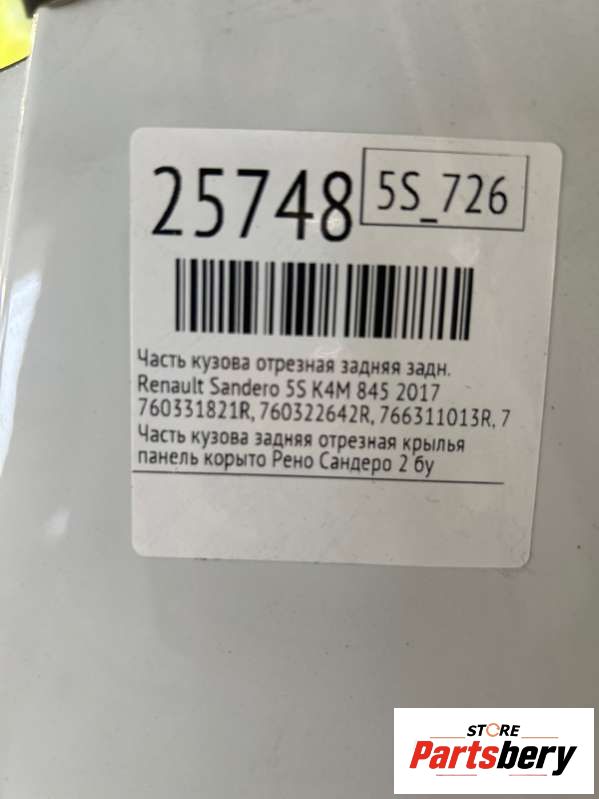 25748
5S_726
Часть кузова отрезная задняя задн.
Renault Sandero 5S K4M 845 2017
760331821R, 760322642R, 766311013R, 7
Часть кузова задняя отрезная крылья
панель корыто Рено Сандеро 2 бу
STORE
Partsbery